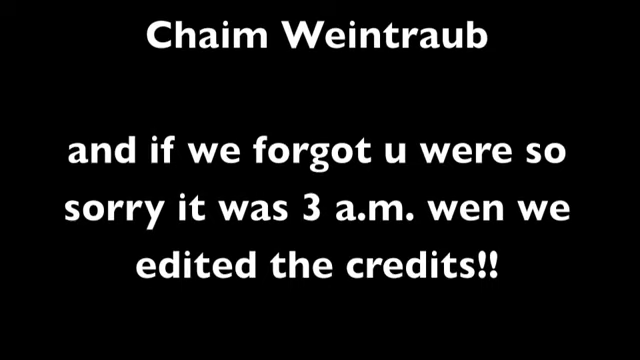 Chaim Weintraub
and if we forgot u were so
sorry it was 3 a.m. wen we
edited the credits!!